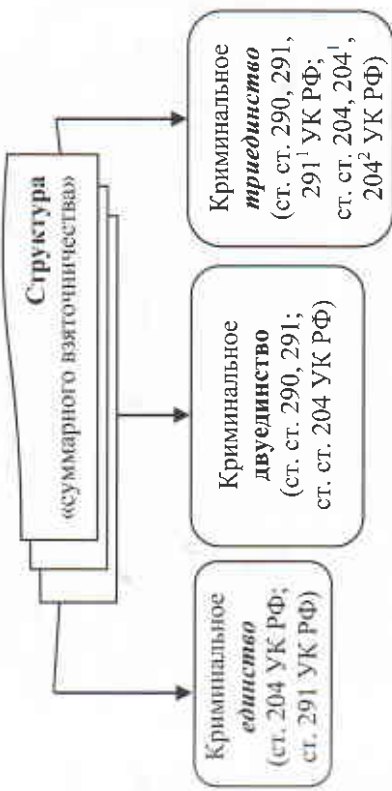 Структура
«суммарного взяточничества»
Криминальное
единство
(ст. 204 УК РФ;
ст. 291 УК РФ)
Криминальное
двуединство
(ст. ст. 290, 291;
ст. ст. 204 УК РФ)
Криминальное
триединство
(ст. ст. 290, 291,
291¹ УК РФ;
ст. ст. 204, 204¹,
204² УК РФ)